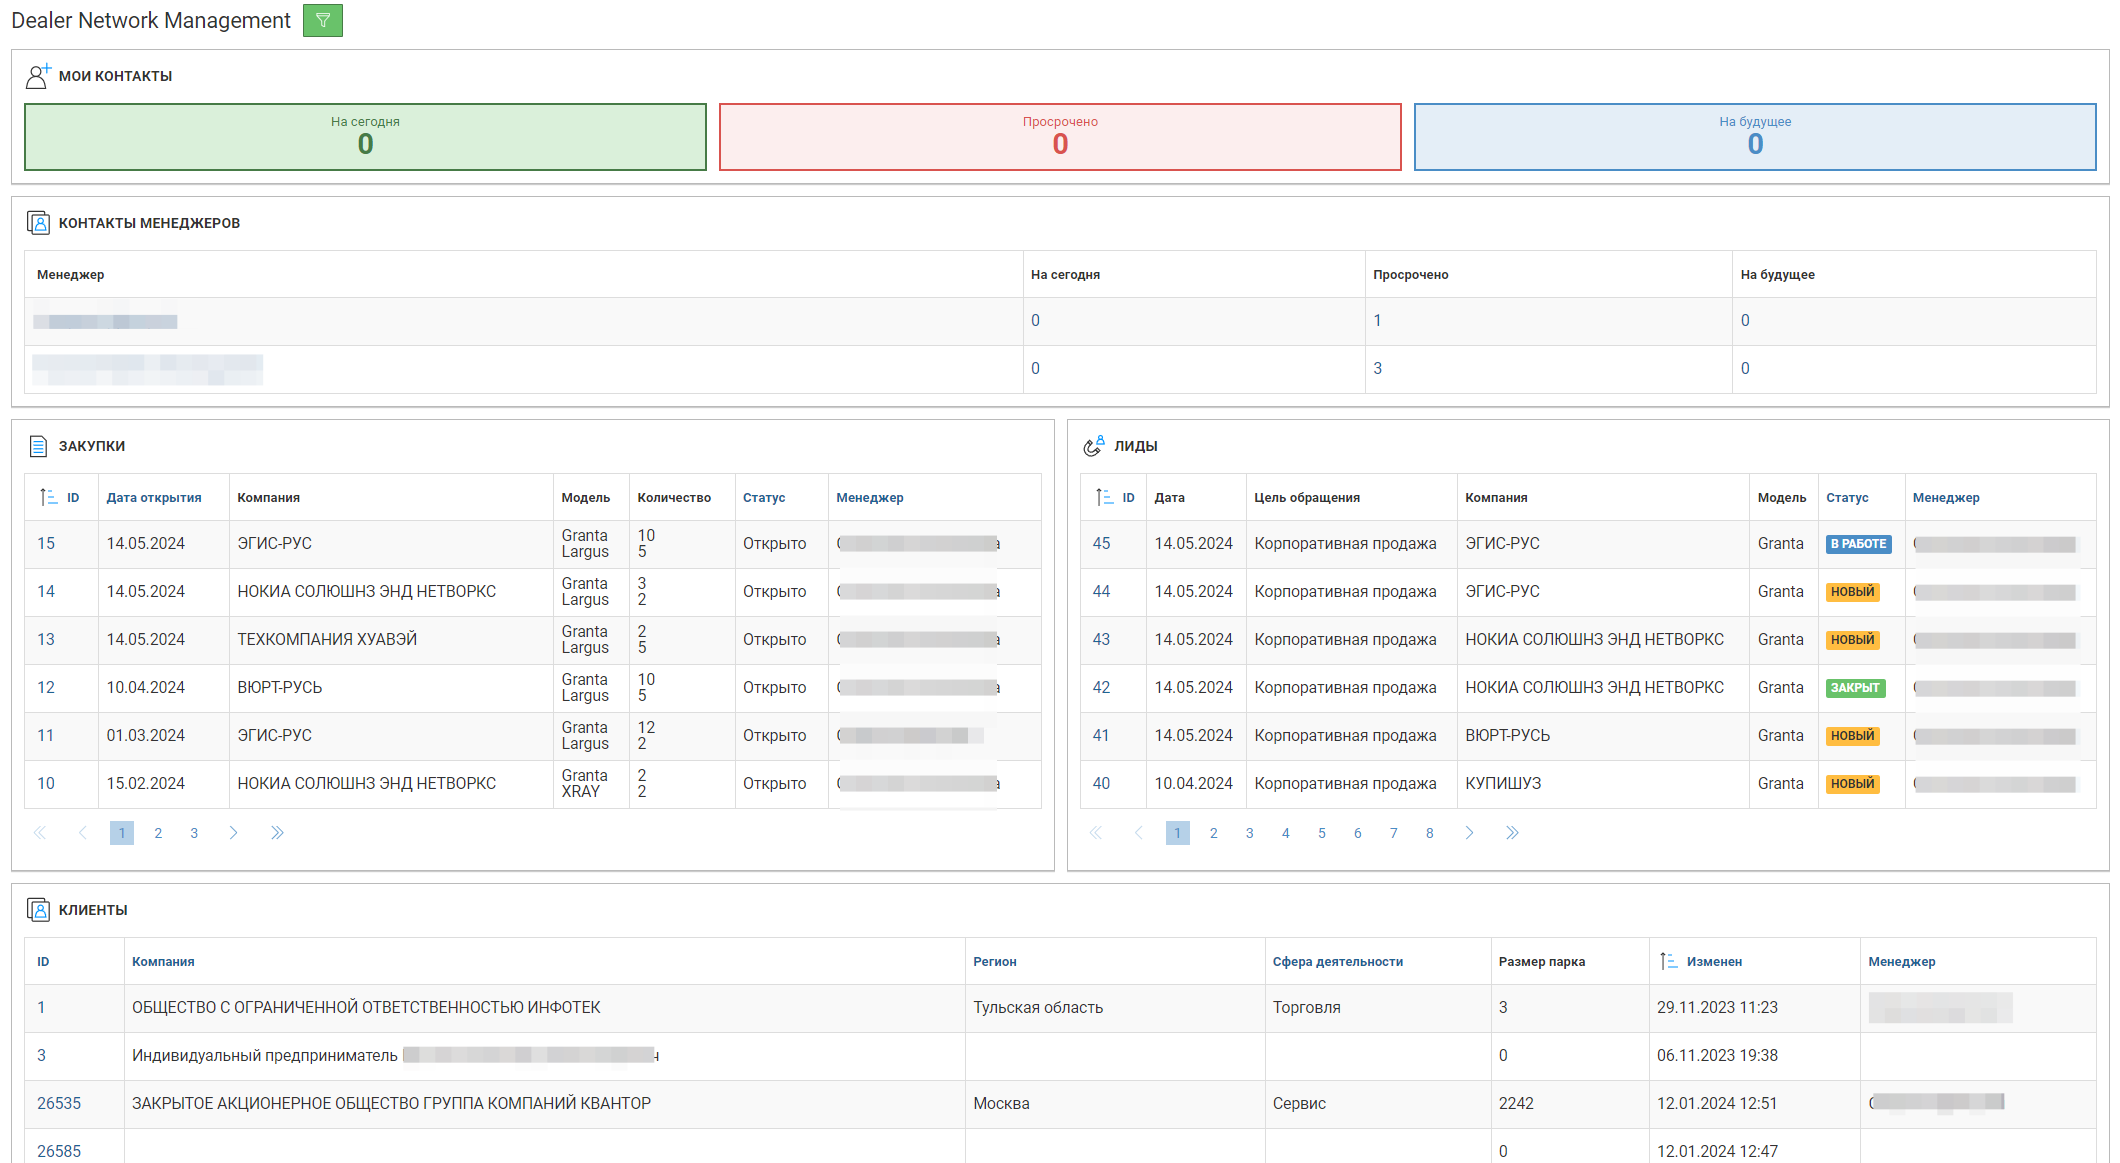 Dealer Network Management
МОИ КОНТАКТЫ
На сегодня
0
Просрочено
0
На будущее
0
КОНТАКТЫ МЕНЕДЖЕРОВ
Менеджер На сегодня Просрочено На будущее
0 1 0
0 3 0
ЗАКУПКИ
ID Дата открытия Компания Модель Количество Статус Менеджер
15 14.05.2024 ЭГИС-РУС Granta 10 Открыто
Largus 5
14 14.05.2024 НОКИА СОЛЮШНЗ ЭНД НЕТВОРКС Granta 3 Открыто
Largus 2
13 14.05.2024 ТЕХКОМПАНИЯ ХУАВЭЙ Granta 2 Открыто
Largus 5
12 10.04.2024 ВЮРТ-РУСЬ Granta 10 Открыто
Largus 5
11 01.03.2024 ЭГИС-РУС Granta 12 Открыто
Largus 2
10 15.02.2024 НОКИА СОЛЮШНЗ ЭНД НЕТВОРКС Granta 2 Открыто
XRAY 2
1 2 3
ЛИДЫ
ID Дата Цель обращения Компания Модель Статус Менеджер
45 14.05.2024 Корпоративная продажа ЭГИС-РУС Granta В РАБОТЕ
44 14.05.2024 Корпоративная продажа ЭГИС-РУС Granta НОВЫЙ
43 14.05.2024 Корпоративная продажа НОКИА СОЛЮШНЗ ЭНД НЕТВОРКС Granta НОВЫЙ
42 14.05.2024 Корпоративная продажа НОКИА СОЛЮШНЗ ЭНД НЕТВОРКС Granta ЗАКРЫТ
41 14.05.2024 Корпоративная продажа ВЮРТ-РУСЬ Granta НОВЫЙ
40 10.04.2024 Корпоративная продажа КУПИШУЗ Granta НОВЫЙ
1 2 3 4 5 6 7 8
КЛИЕНТЫ
ID Компания Регион Сфера деятельности Размер парка Изменен Менеджер
1 ОБЩЕСТВО С ОГРАНИЧЕННОЙ ОТВЕТСТВЕННОСТЬЮ ИНФОТЕК Тульская область Торговля 3 29.11.2023 11:23
3 Индивидуальный предприниматель 0 06.11.2023 19:38
26535 ЗАКРЫТОЕ АКЦИОНЕРНОЕ ОБЩЕСТВО ГРУППА КОМПАНИЙ КВАНТОР Москва Сервис 2242 12.01.2024 12:51
26585 0 12.01.2024 12:47